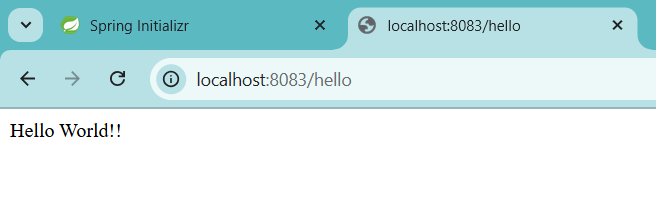 Spring Initializr
localhost:8083/hello
localhost:8083/hello
Hello World!!